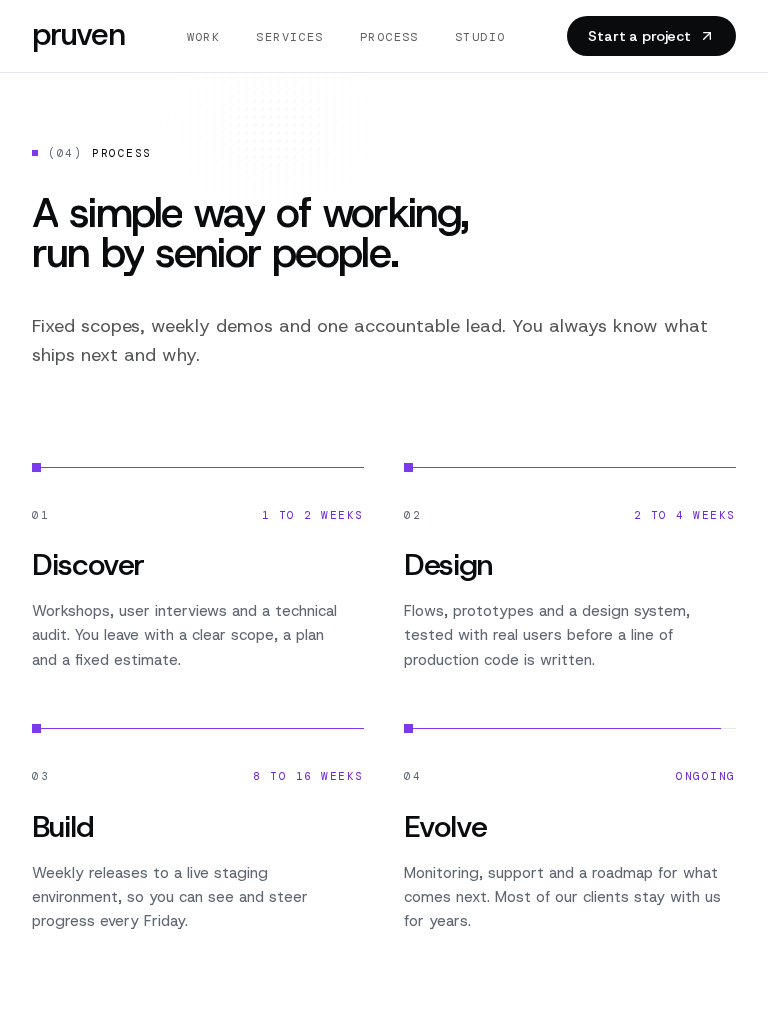 pruven
WORK SERVICES PROCESS STUDIO
Start a project
(04) PROCESS
A simple way of working,
run by senior people.
Fixed scopes, weekly demos and one accountable lead. You always know what
ships next and why.
01 1 TO 2 WEEKS
Discover
Workshops, user interviews and a technical
audit. You leave with a clear scope, a plan
and a fixed estimate.
02 2 TO 4 WEEKS
Design
Flows, prototypes and a design system,
tested with real users before a line of
production code is written.
03 8 TO 16 WEEKS
Build
Weekly releases to a live staging
environment, so you can see and steer
progress every Friday.
04 ONGOING
Evolve
Monitoring, support and a roadmap for what
comes next. Most of our clients stay with us
for years.